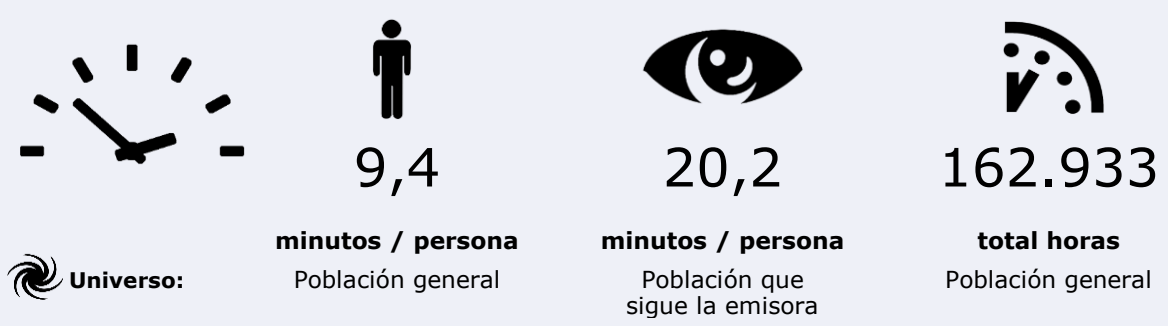 9,4
20,2
162.933
minutos / persona
minutos / persona
total horas
Universo:
Población general
Población que
sigue la emisora
Población general